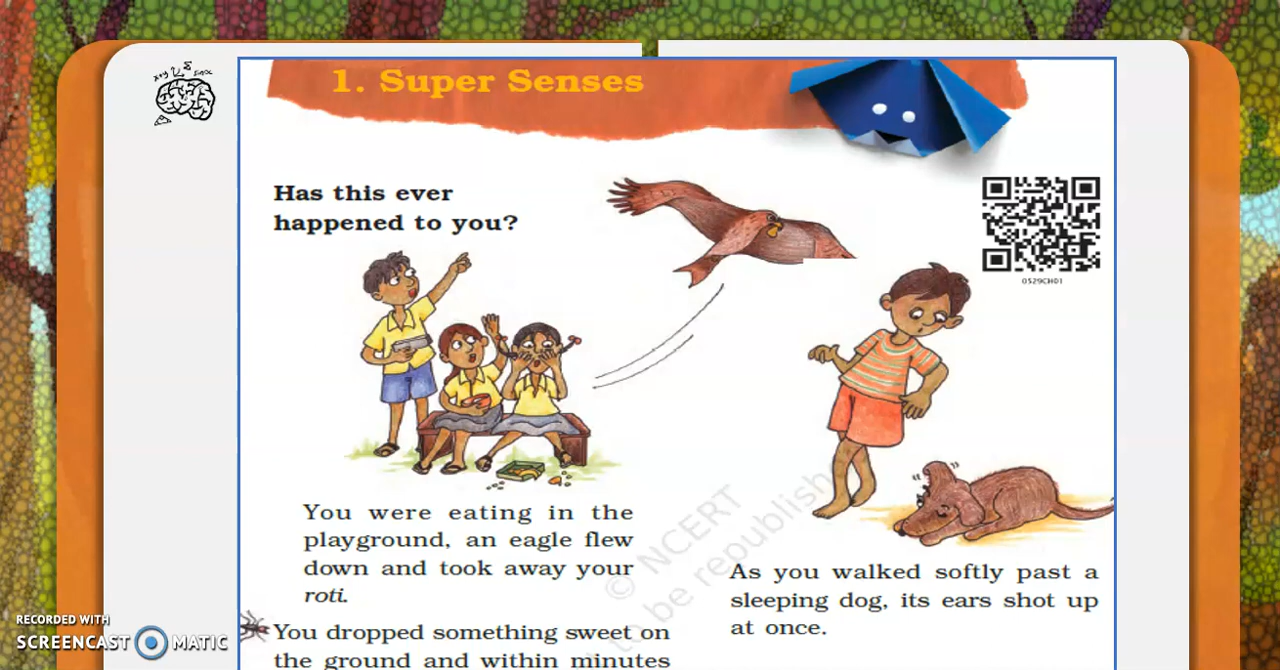 1. Super Senses
Has this ever
happened to you?
0529CH01
You were eating in the
playground, an eagle flew
down and took away your
roti.
As you walked softly past a
sleeping dog, its ears shot up
at once.
You dropped something sweet on
the ground and within minutes
© NCERT
to be republish
RECORDED WITH
SCREENCAST MATIC